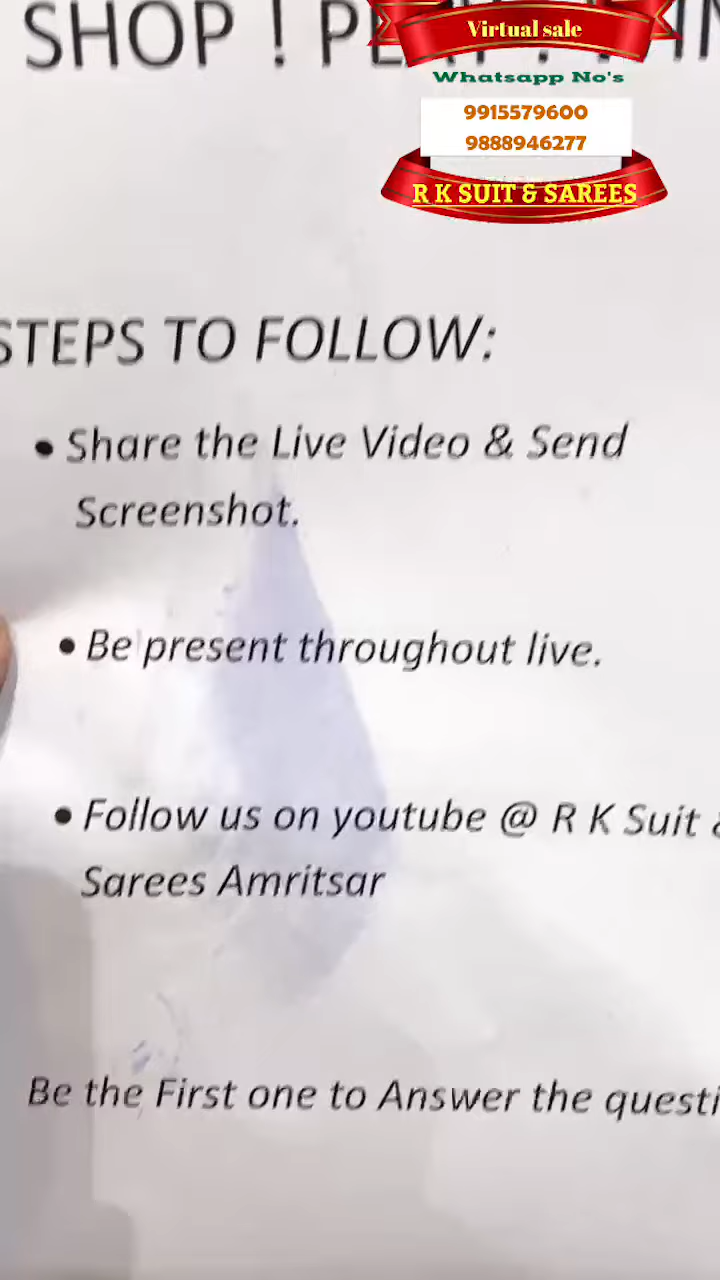 SHOP ! 
Virtual sale
Whatsapp No's
9915579600
9888946277
R K SUIT & SAREES
STEPS TO FOLLOW:
• Share the Live Video & Send
Screenshot.
• Be present throughout live.
• Follow us on youtube @ R K Suit &
Sarees Amritsar
Be the First one to Answer the questi